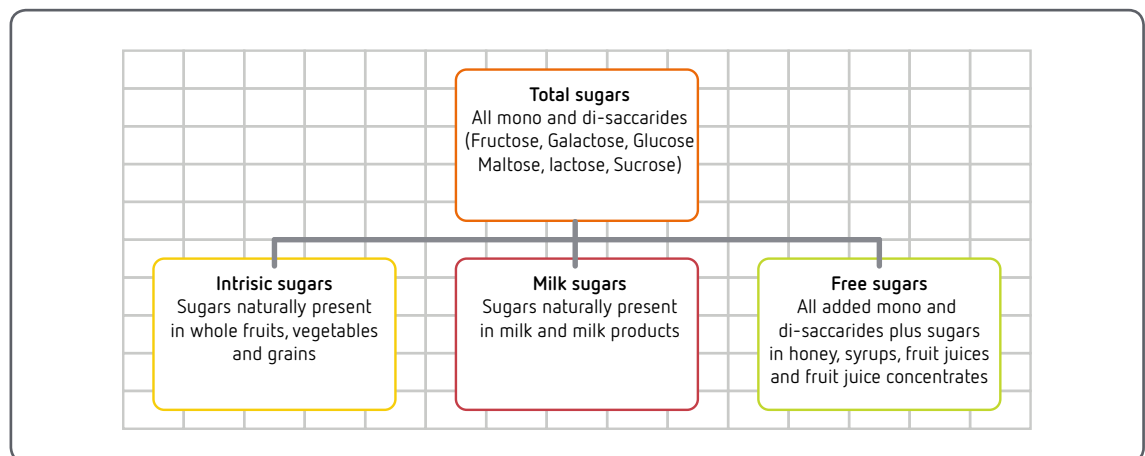 Total sugars
All mono and di-saccarides
(Fructose, Galactose, Glucose
Maltose, lactose, Sucrose)
Intrisic sugars
Sugars naturally present
in whole fruits, vegetables
and grains
Milk sugars
Sugars naturally present
in milk and milk products
Free sugars
All added mono and
di-saccarides plus sugars
in honey, syrups, fruit juices
and fruit juice concentrates